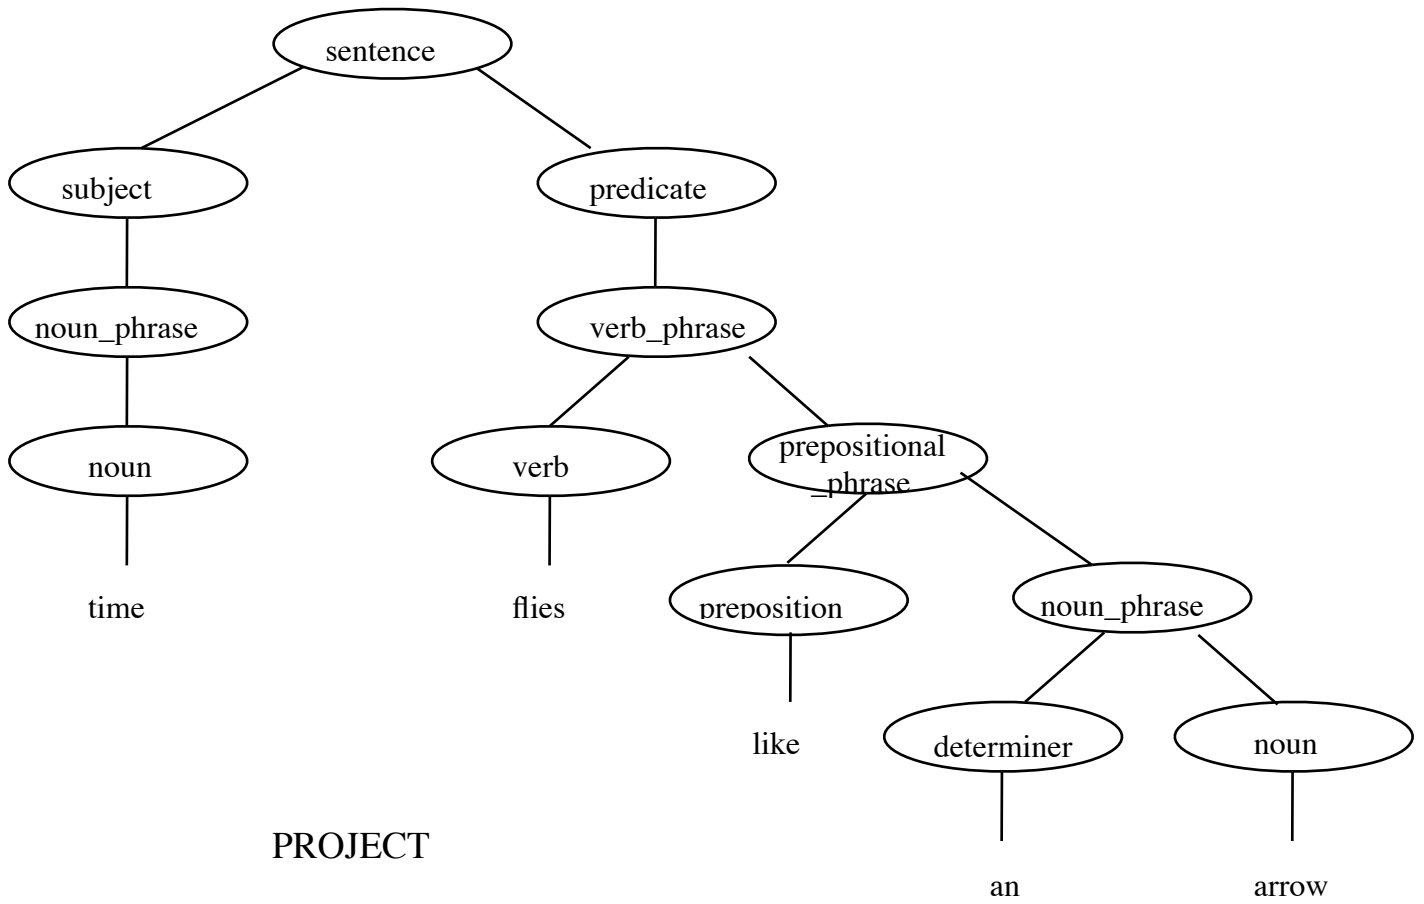 sentence
subject
predicate
noun_phrase
verb_phrase
noun
verb
prepositional
_phrase
time
flies
preposition
noun_phrase
like
determiner
noun
PROJECT
an
arrow